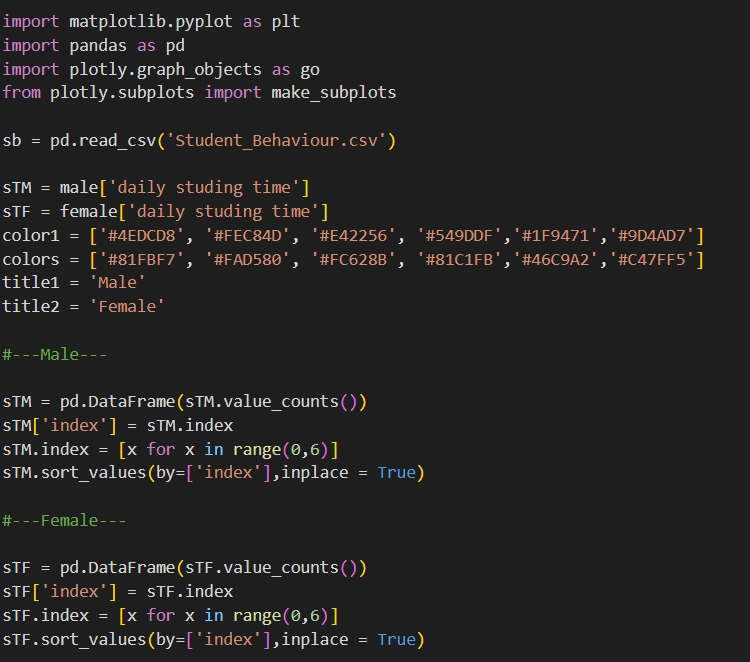 import matplotlib.pyplot as plt
import pandas as pd
import plotly.graph_objects as go
from plotly.subplots import make_subplots
sb = pd.read_csv('Student_Behaviour.csv')
sTM = male['daily studing time']
sTF = female['daily studing time']
color1 = ['#4EDCD8', '#FEC84D', '#E42256', '#549DDF','#1F9471','#9D4AD7']
colors = ['#81FBF7', '#FAD580', '#FC628B', '#81C1FB','#46C9A2','#C47FF5']
title1 = 'Male'
title2 = 'Female'
#---Male---
sTM = pd.DataFrame(sTM.value_counts())
sTM['index'] = sTM.index
sTM.index = [x for x in range(0,6)]
sTM.sort_values(by=['index'],inplace = True)
#---Female---
sTF = pd.DataFrame(sTF.value_counts())
sTF['index'] = sTF.index
sTF.index = [x for x in range(0,6)]
sTF.sort_values(by=['index'],inplace = True)